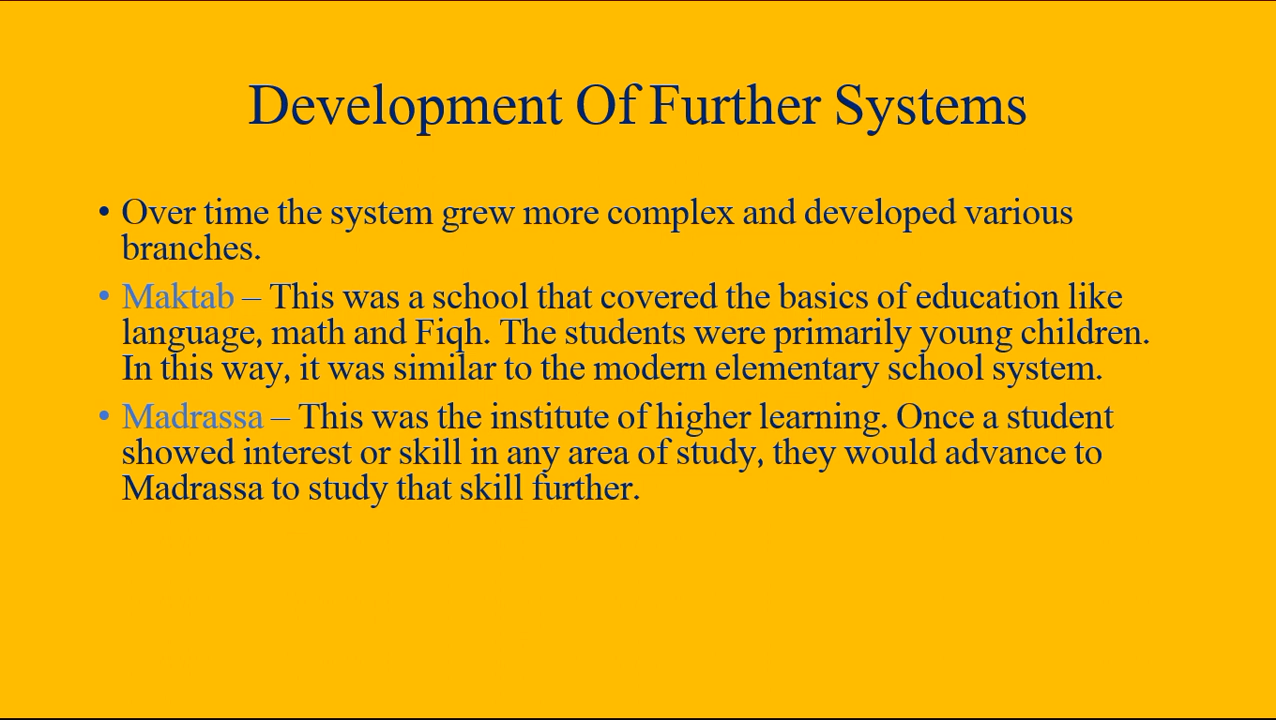 Development Of Further Systems
• Over time the system grew more complex and developed various
branches.
• Maktab – This was a school that covered the basics of education like
language, math and Fiqh. The students were primarily young children.
In this way, it was similar to the modern elementary school system.
• Madrassa – This was the institute of higher learning. Once a student
showed interest or skill in any area of study, they would advance to
Madrassa to study that skill further.